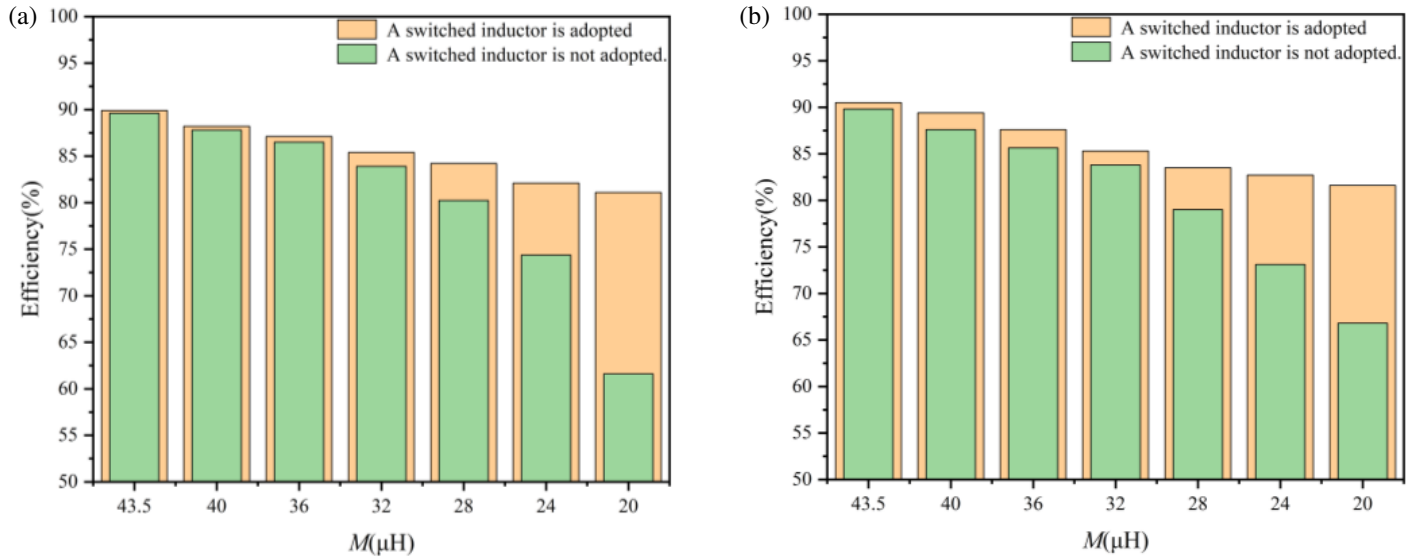 (a)
100
95
90
85
80
75
70
65
60
55
50
Efficiency(%)
A switched inductor is adopted
A switched inductor is not adopted.
43.5 40 36 32 28 24 20
M(μH)
(b)
100
95
90
85
80
75
70
65
60
55
50
Efficiency(%)
A switched inductor is adopted
A switched inductor is not adopted.
43.5 40 36 32 28 24 20
M(μH)